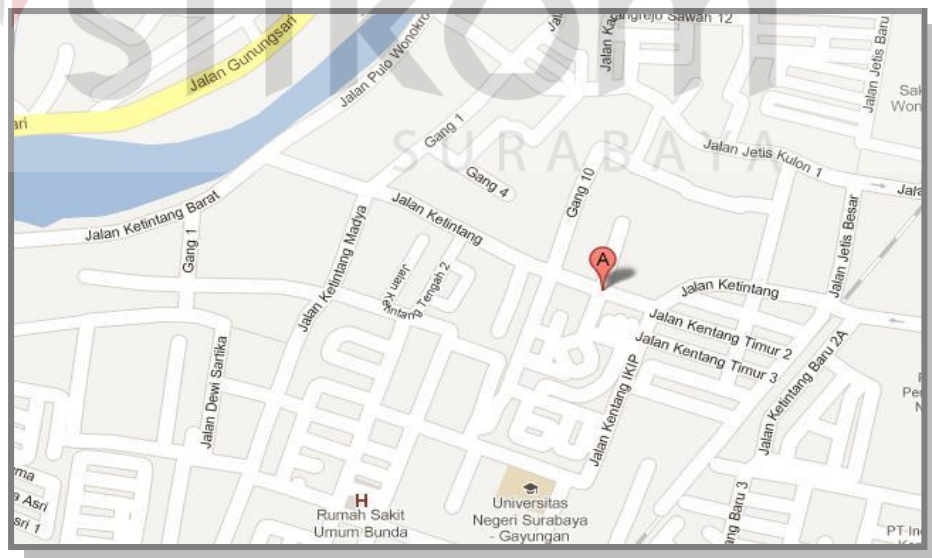 stikom
SURABAYA
Jalan Gunungsari
Jalan Pulo Wonokro
Jalan Jetis Baru
Gang 1
Jalan Jetis Kulon 1
Gang 4
Gang 10
Jalan Ketintang
Jalan Ketintang Barat
Gang 1
Jalan Ketintang Madya
Jalan Jetis Besar
A
Tengah 2
Jalan Ketintang
Jalan Kentang Timur 2
Jalan Kentang Timur 3
Jalan Dewi Sartika
Jalan Kentang IKIP
Jalan Ketintang Baru 2A
H
Rumah Sakit
Umum Bunda
Universitas
Negeri Surabaya
- Gayungan
Asri